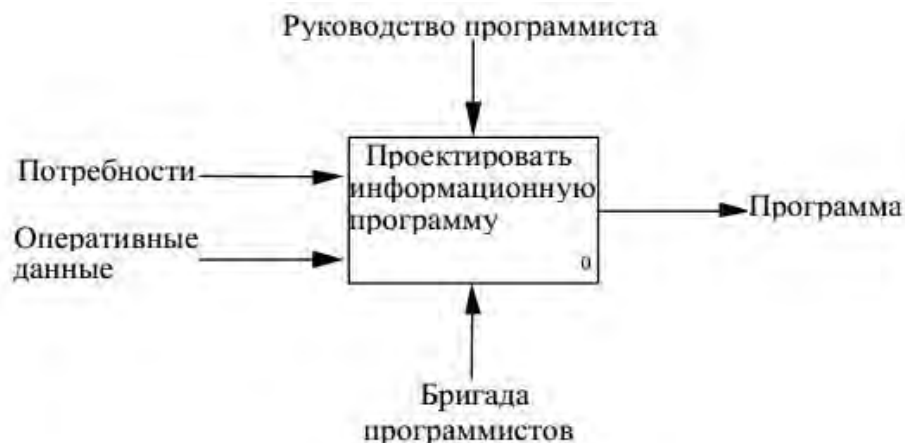 Руководство программиста
Потребности
Проектировать
информационную
программу
Программа
Оперативные
данные
0
Бригада
программистов